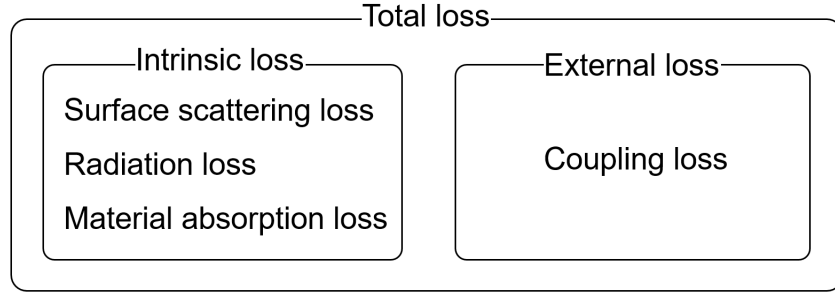 Total loss
Intrinsic loss
Surface scattering loss
Radiation loss
Material absorption loss
External loss
Coupling loss